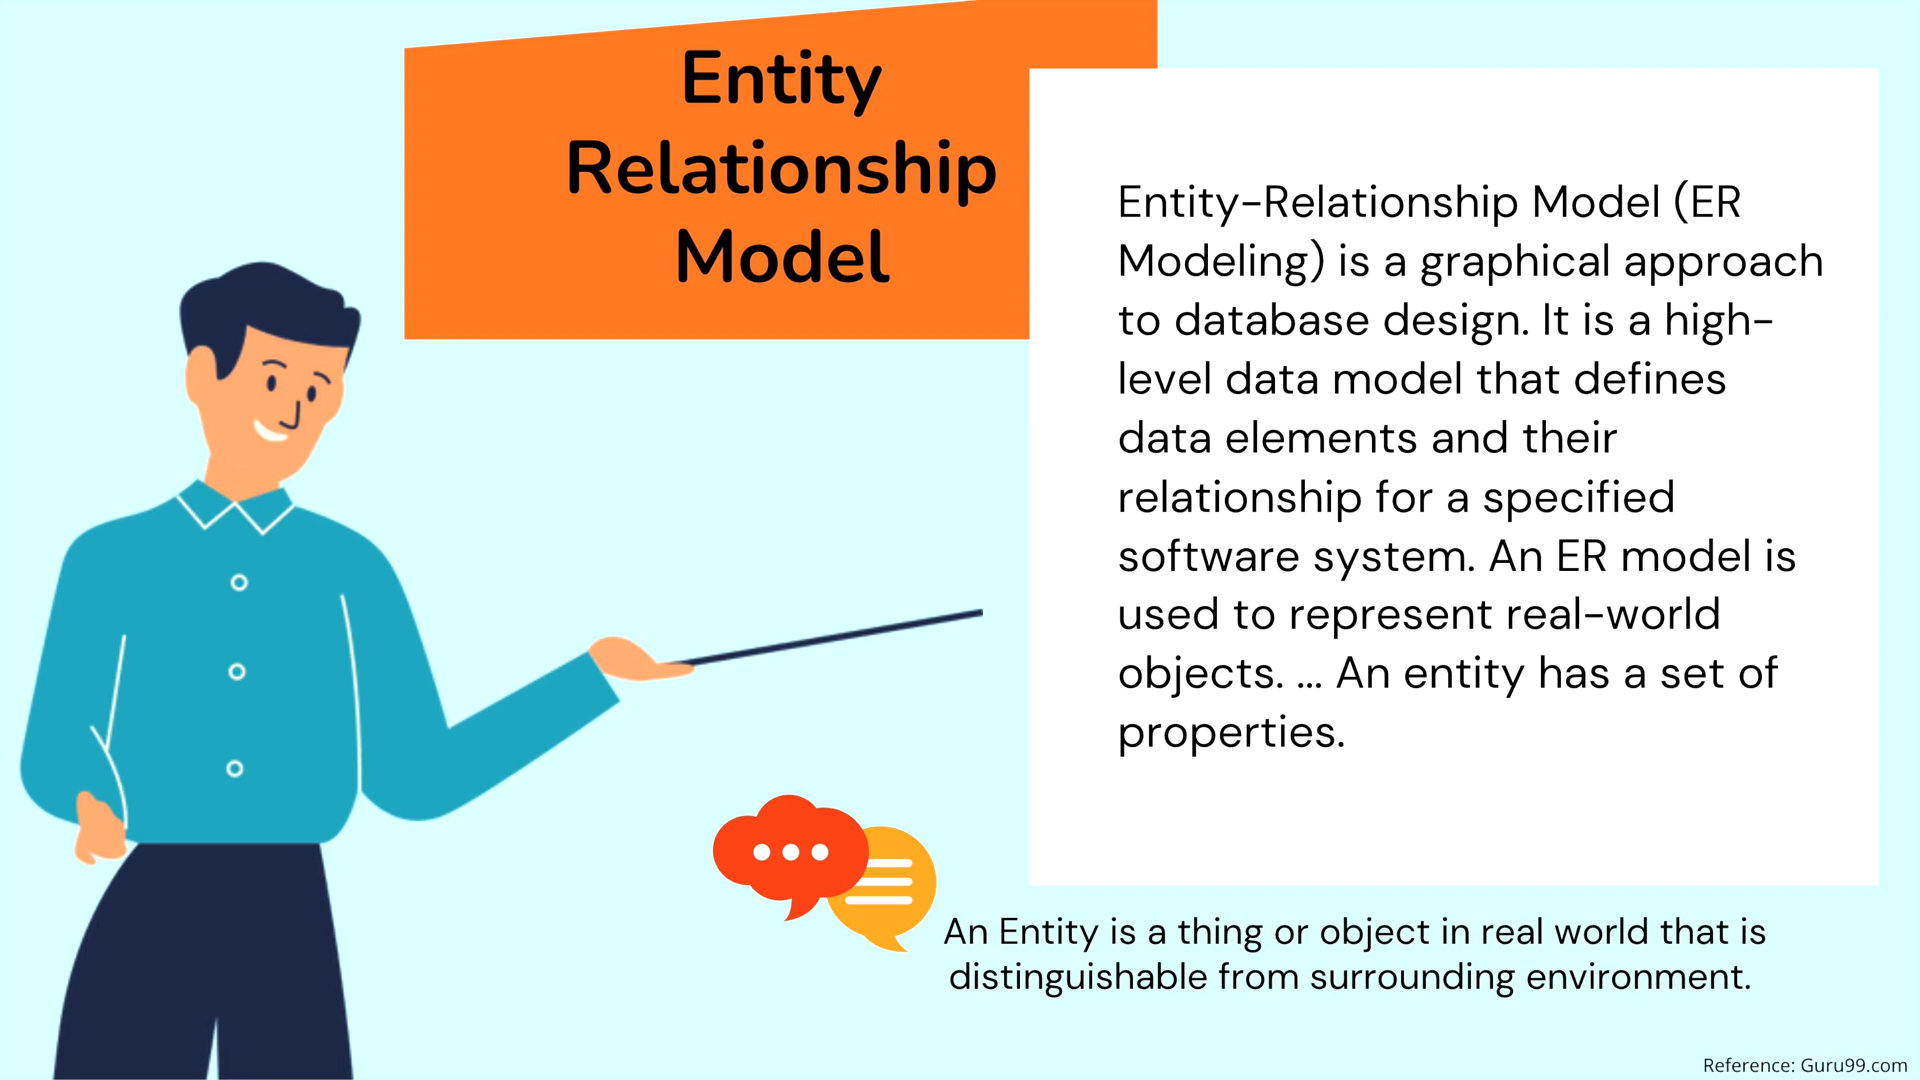 Entity
Relationship
Model
Entity-Relationship Model (ER
Modeling) is a graphical approach
to database design. It is a high-
level data model that defines
data elements and their
relationship for a specified
software system. An ER model is
used to represent real-world
objects. ... An entity has a set of
properties.
An Entity is a thing or object in real world that is
distinguishable from surrounding environment.
Reference: Guru99.com